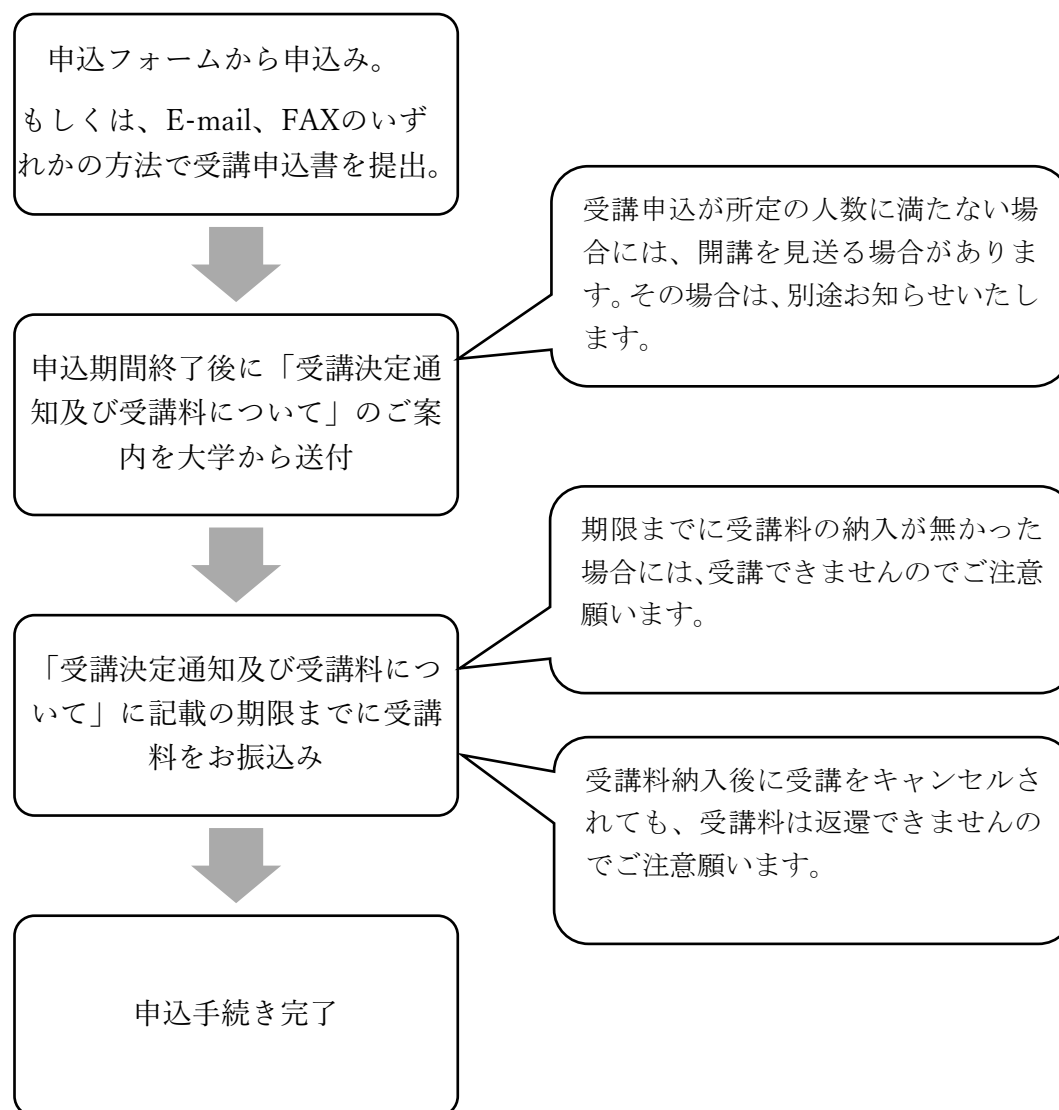 申込フォームから申込み。
もしくは、E-mail、FAXのいず
れかの方法で受講申込書を提出。
受講申込が所定の人数に満たない場
合には、開講を見送る場合がありま
す。その場合は、別途お知らせいたし
ます。
申込期間終了後に「受講決定通
知及び受講料について」のご案
内を大学から送付
期限までに受講料の納入が無かった
場合には、受講できませんのでご注意
願います。
「受講決定通知及び受講料につ
いて」に記載の期限までに受講
料をお振込み
受講料納入後に受講をキャンセルさ
れても、受講料は返還できませんの
でご注意願います。
申込手続き完了